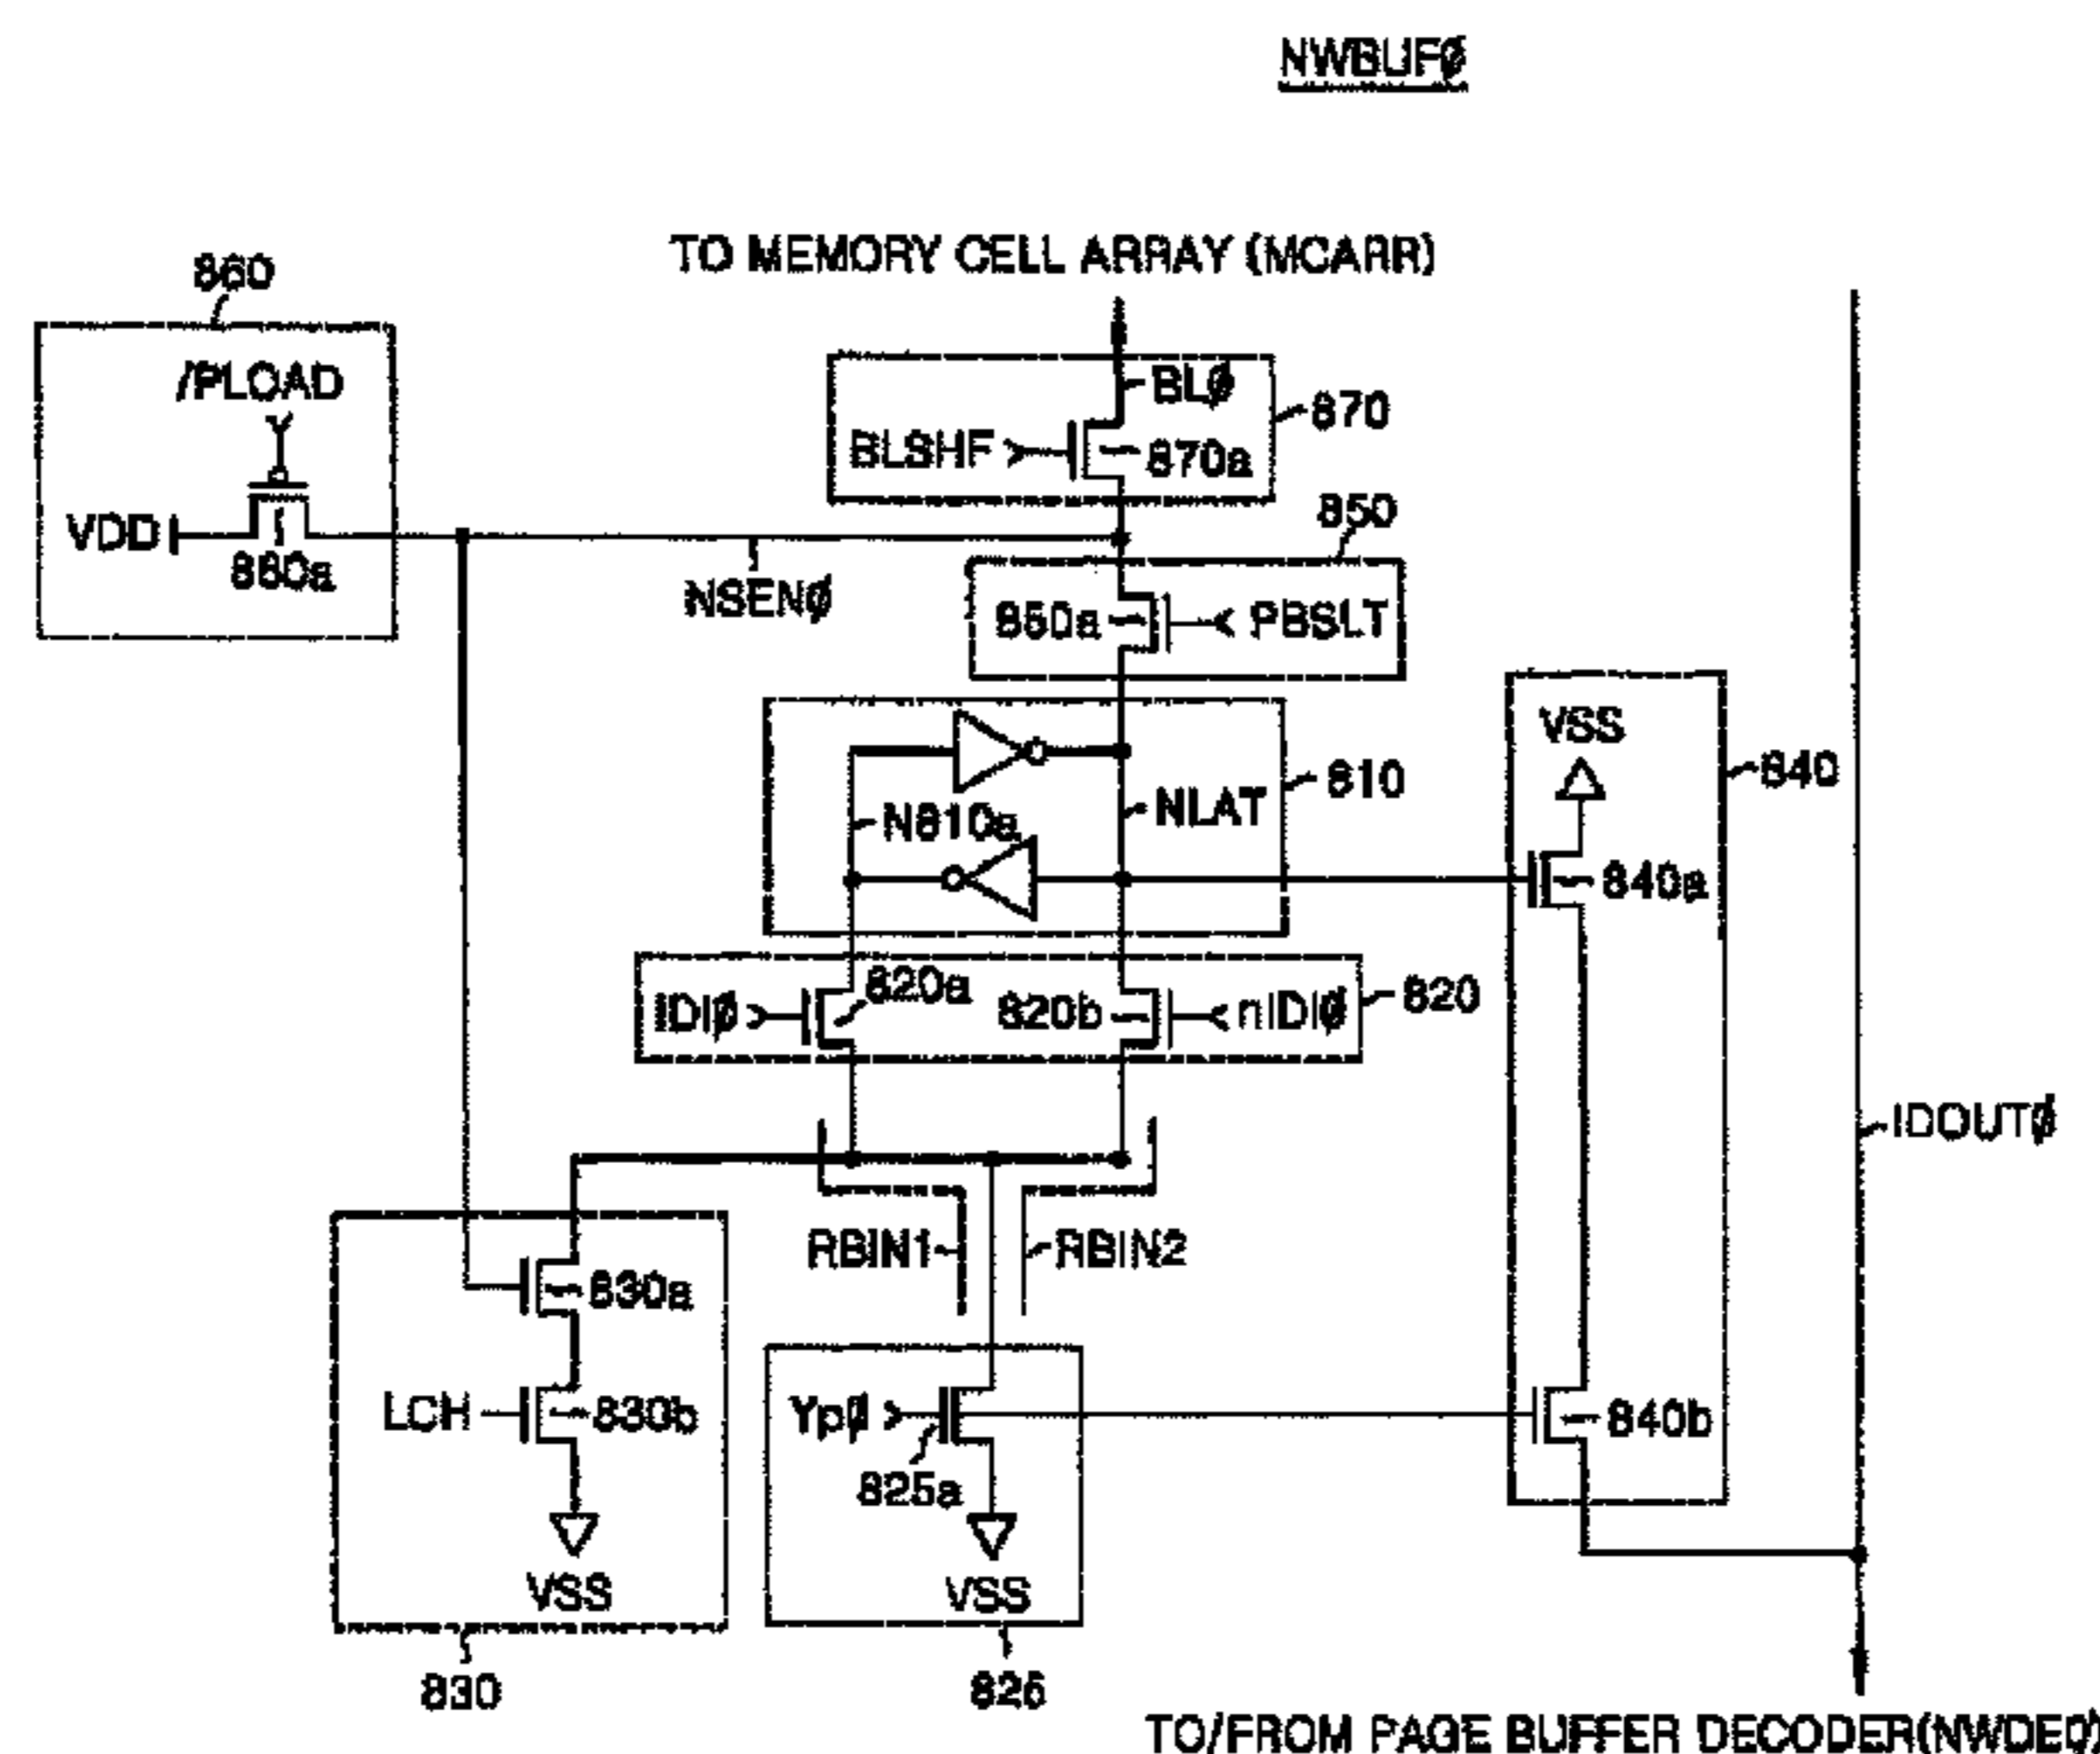 NWBUFØ
TO MEMORY CELL ARRAY (MCARR)
860
/PLOAD
VDD
860a
BLØ
870
BLSHF
870a
850
NSENØ
850a
PBSLT
VSS
840
810
NLAT
N810a
840a
IDIØ
820a
820b
nIDIØ
820
IDOUTØ
RBIN1
RBIN2
830a
LCH
830b
YpØ
840b
825a
VSS
VSS
830
825
TO/FROM PAGE BUFFER DECODER(NWDEØ)